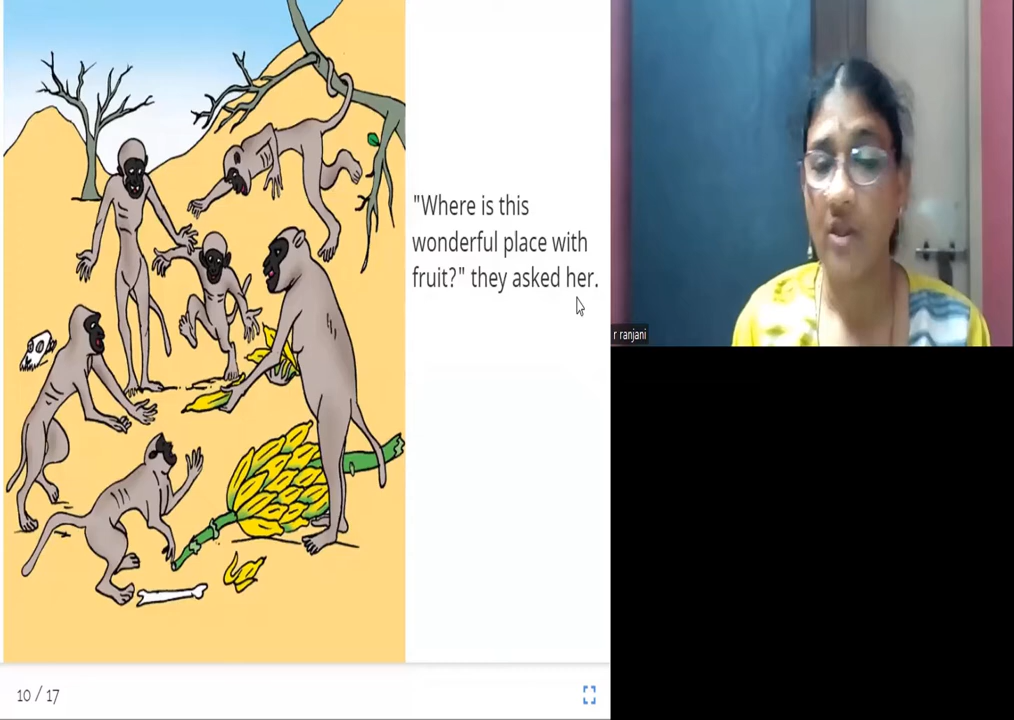 "Where is this
wonderful place with
fruit?" they asked her.
r ranjani
10 / 17